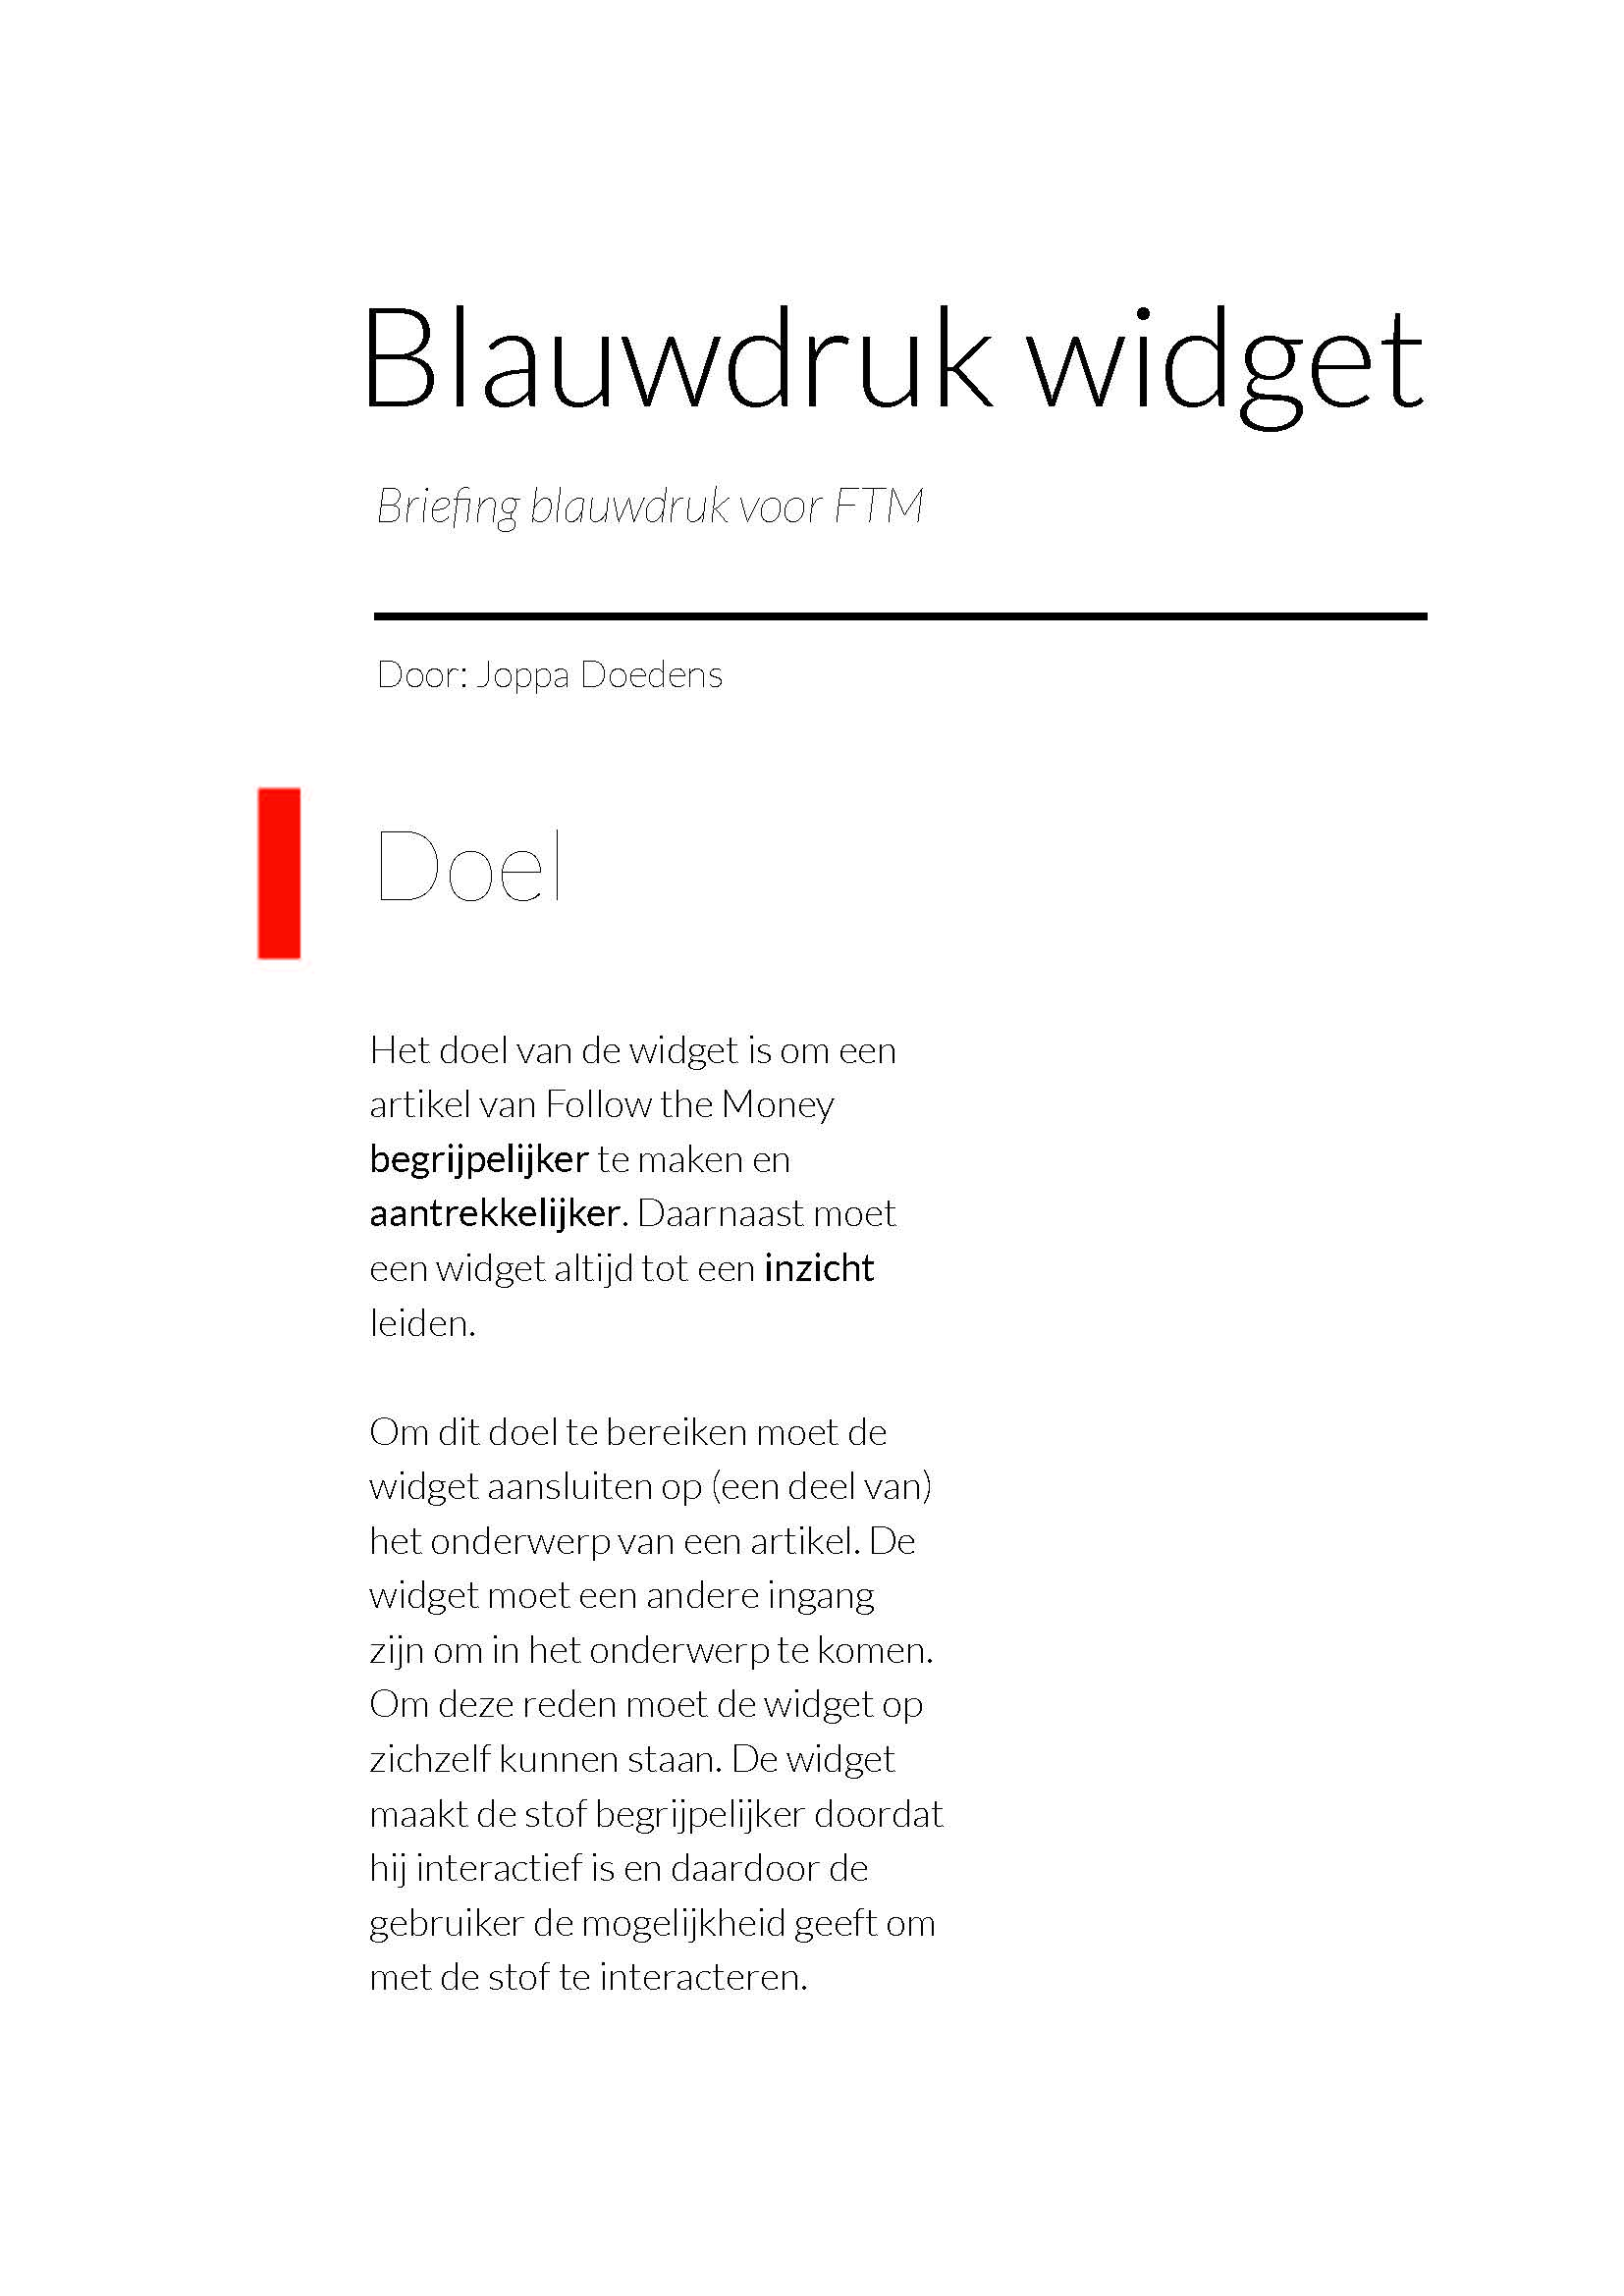 Blauwdruk widget
Briefing blauwdruk voor FTM
Door: Joppa Doedens
Doel
Het doel van de widget is om een
artikel van Follow the Money
begrijpelijker te maken en
aantrekkelijker. Daarnaast moet
een widget altijd tot een inzicht
leiden.
Om dit doel te bereiken moet de
widget aansluiten op (een deel van)
het onderwerp van een artikel. De
widget moet een andere ingang
zijn om in het onderwerp te komen.
Om deze reden moet de widget op
zichzelf kunnen staan. De widget
maakt de stof begrijpelijker doordat
hij interactief is en daardoor de
gebruiker de mogelijkheid geeft om
met de stof te interacteren.